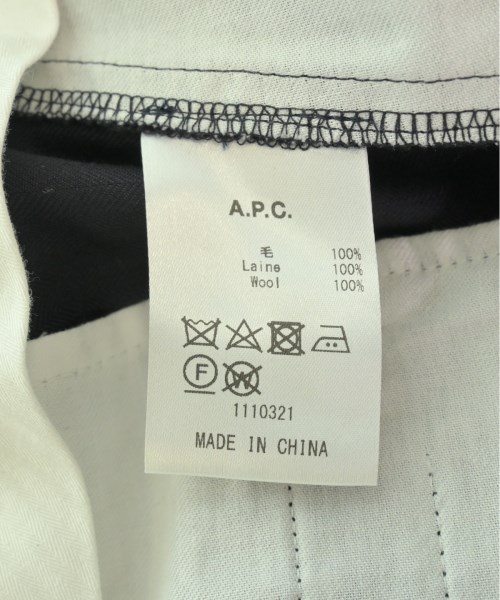 A.P.C.
毛 100%
Laine 100%
Wool 100%
F W
1110321
MADE IN CHINA